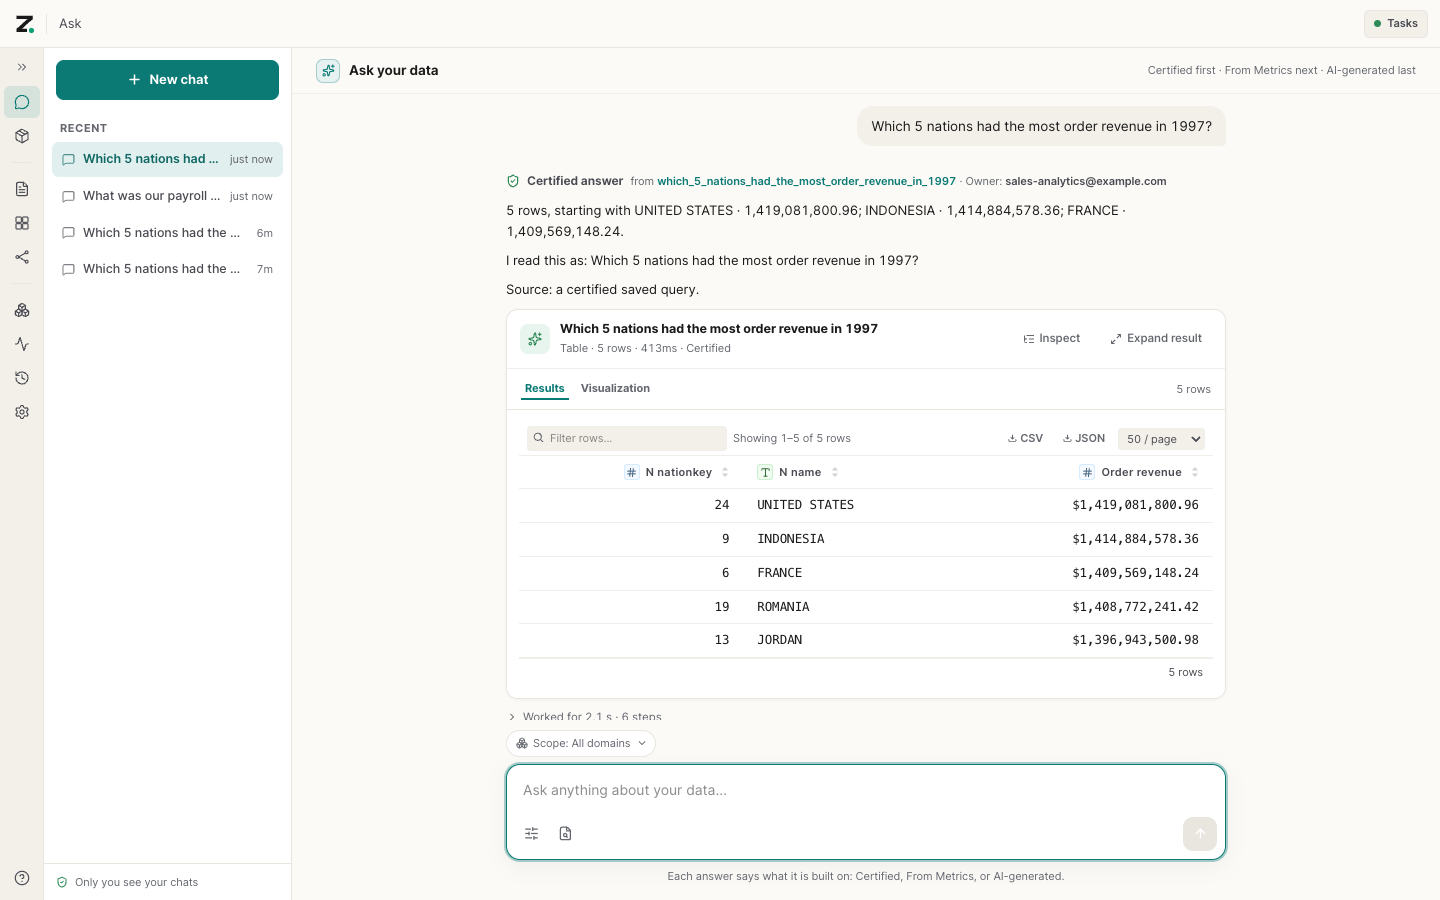 Z.
Ask
Tasks
New chat
RECENT
Which 5 nations had ... just now
What was our payroll ... just now
Which 5 nations had the ... 6m
Which 5 nations had the ... 7m
Only you see your chats
Ask your data
Certified first · From Metrics next · AI-generated last
Which 5 nations had the most order revenue in 1997?
Certified answer from which_5_nations_had_the_most_order_revenue_in_1997 · Owner: sales-analytics@example.com
5 rows, starting with UNITED STATES · 1,419,081,800.96; INDONESIA · 1,414,884,578.36; FRANCE ·
1,409,569,148.24.
I read this as: Which 5 nations had the most order revenue in 1997?
Source: a certified saved query.
Which 5 nations had the most order revenue in 1997
Table · 5 rows · 413ms · Certified
Inspect
Expand result
Results
Visualization
5 rows
Filter rows...
Showing 1–5 of 5 rows
CSV
JSON
50 / page
N nationkey
N name
Order revenue
24 UNITED STATES $1,419,081,800.96
9 INDONESIA $1,414,884,578.36
6 FRANCE $1,409,569,148.24
19 ROMANIA $1,408,772,241.42
13 JORDAN $1,396,943,500.98
5 rows
Worked for 2.1 s · 6 steps
Scope: All domains
Ask anything about your data...
Each answer says what it is built on: Certified, From Metrics, or AI-generated.